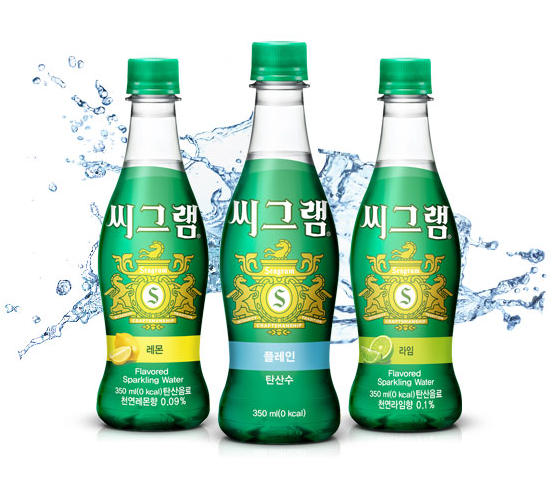 씨그램®
Seagram
S
CRAFTSMANSHIP
레몬
Flavored
Sparkling Water
350 ml(0 kcal)탄산음료
천연레몬향 0.09%
씨그램®
Seagram
S
CRAFTSMANSHIP
플레인
탄산수
350 ml(0 kcal)
씨그램®
Seagram
S
CRAFTSMANSHIP
라임
Flavored
Sparkling Water
350 ml(0 kcal)탄산음료
천연라임향 0.1%